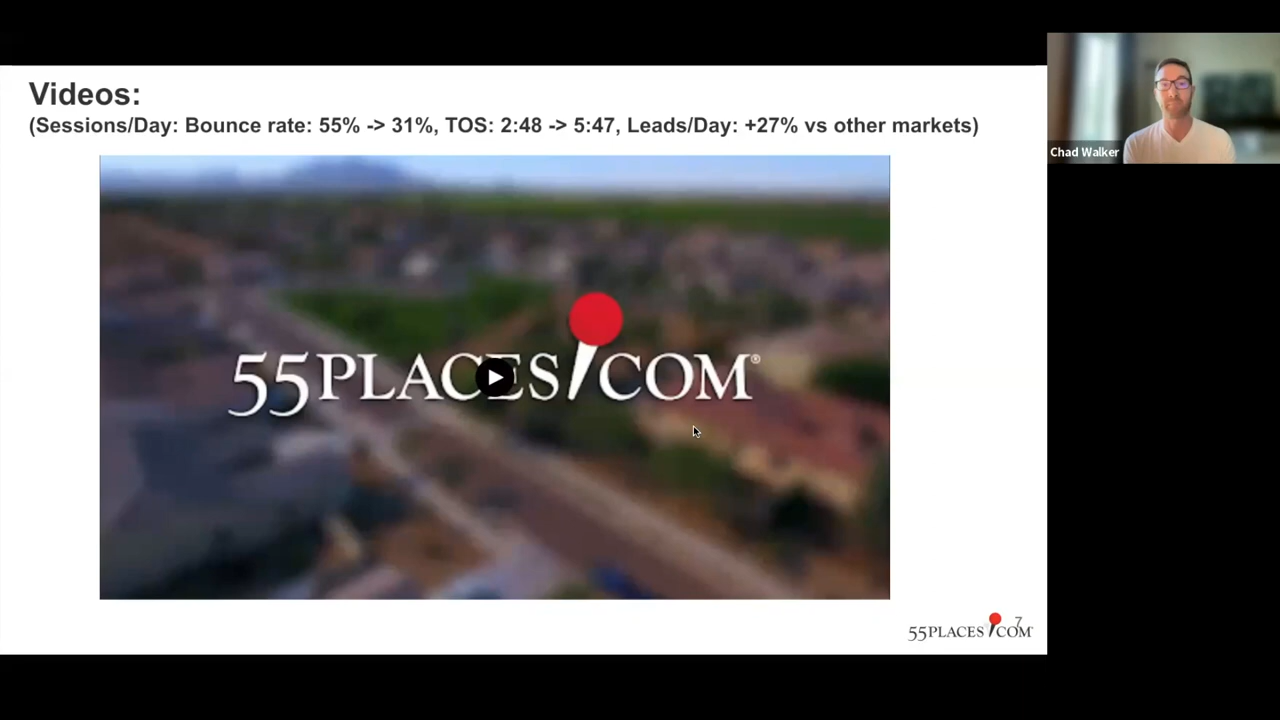 Videos:
(Sessions/Day: Bounce rate: 55% -> 31%, TOS: 2:48 -> 5:47, Leads/Day: +27% vs other markets)
Chad Walker
55PLACES.COM®
55PLACES.COM
7